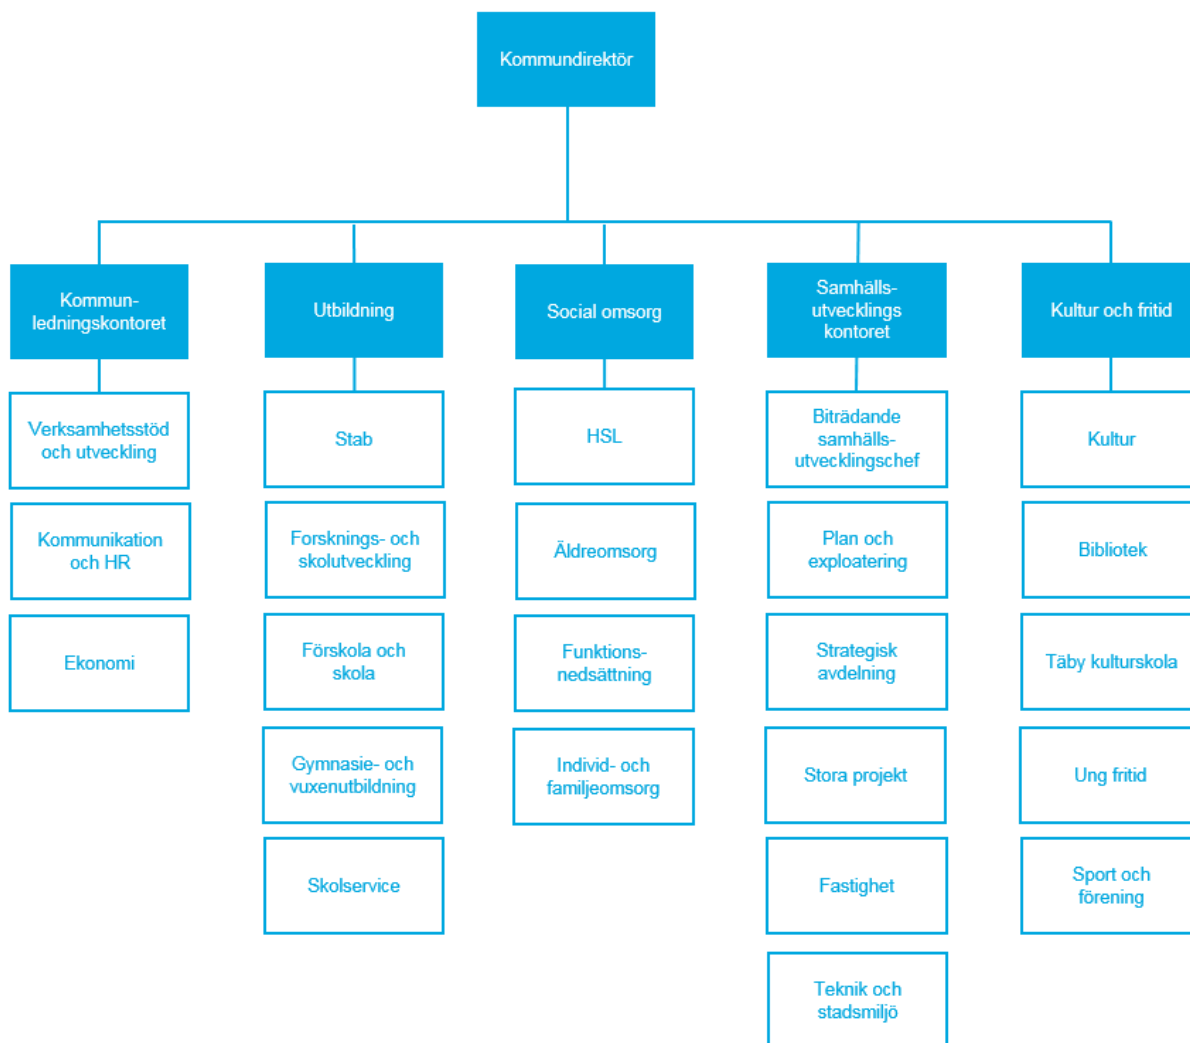 Kommundirektör
Kommun-
ledningskontoret
Utbildning
Social omsorg
Samhälls-
utvecklings
kontoret
Kultur och fritid
Verksamhetsstöd
och utveckling
Kommunikation
och HR
Ekonomi
Stab
Forsknings- och
skolutveckling
Förskola och
skola
Gymnasie- och
vuxenutbildning
Skolservice
HSL
Äldreomsorg
Funktions-
nedsättning
Individ- och
familjeomsorg
Biträdande
samhälls-
utvecklingschef
Plan och
exploatering
Strategisk
avdelning
Stora projekt
Fastighet
Teknik och
stadsmiljö
Kultur
Bibliotek
Täby kulturskola
Ung fritid
Sport och
förening